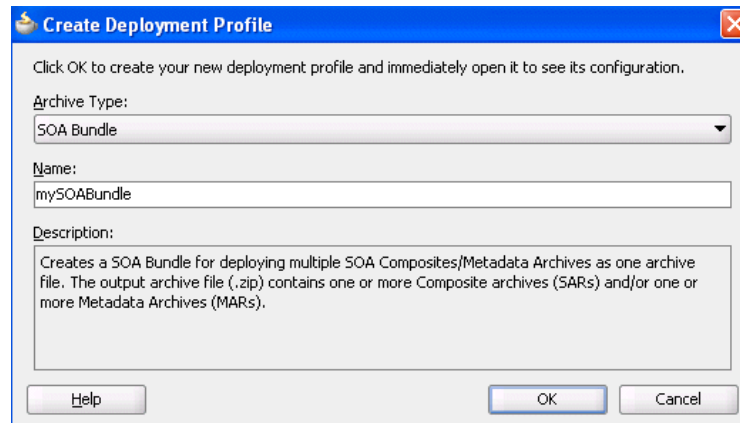 Create Deployment Profile
Click OK to create your new deployment profile and immediately open it to see its configuration.
Archive Type:
SOA Bundle
Name:
mySOABundle
Description:
Creates a SOA Bundle for deploying multiple SOA Composites/Metadata Archives as one archive
file. The output archive file (.zip) contains one or more Composite archives (SARs) and/or one or
more Metadata Archives (MARs).
Help
OK
Cancel